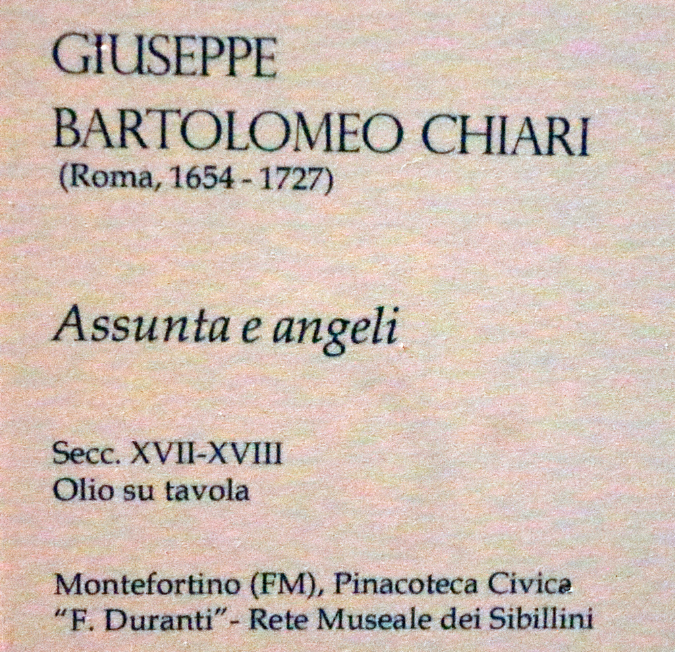 GIUSEPPE
BARTOLOMEO CHIARI
(Roma, 1654 - 1727)
Assunta e angeli
Secc. XVII-XVIII
Olio su tavola
Montefortino (FM), Pinacoteca Civica
“F. Duranti”- Rete Museale dei Sibillini